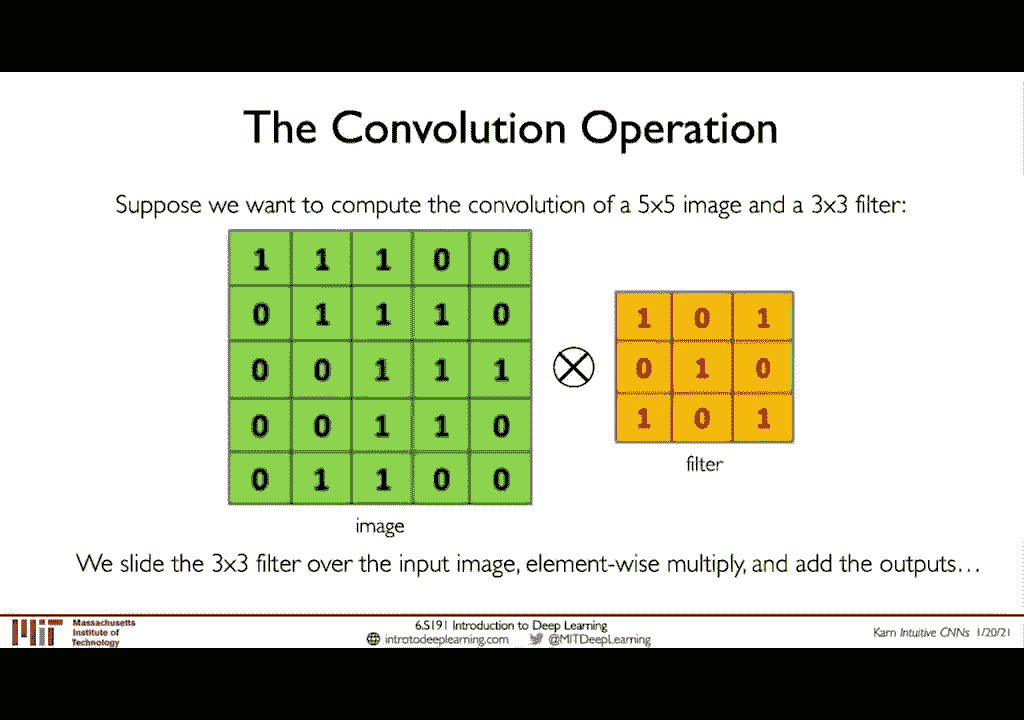 The Convolution Operation
Suppose we want to compute the convolution of a 5x5 image and a 3x3 filter:
1 1 1 0 0
0 1 1 1 0
0 0 1 1 1
0 0 1 1 0
0 1 1 0 0
image
1 0 1
0 1 0
1 0 1
filter
We slide the 3x3 filter over the input image, element-wise multiply, and add the outputs…
Massachusetts
Institute of
Technology
6.S191 Introduction to Deep Learning
introtodeeplearning.com @MITDeepLearning
Karn Intuitive CNNs 1/20/21